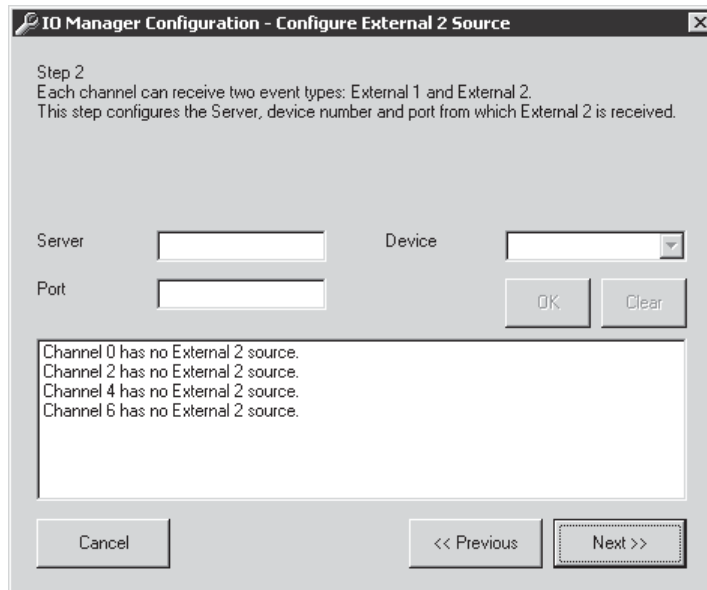 IO Manager Configuration - Configure External 2 Source
Step 2
Each channel can receive two event types: External 1 and External 2.
This step configures the Server, device number and port from which External 2 is received.
Server
Device
Port
OK
Clear
Channel 0 has no External 2 source.
Channel 2 has no External 2 source.
Channel 4 has no External 2 source.
Channel 6 has no External 2 source.
Cancel
<< Previous
Next >>